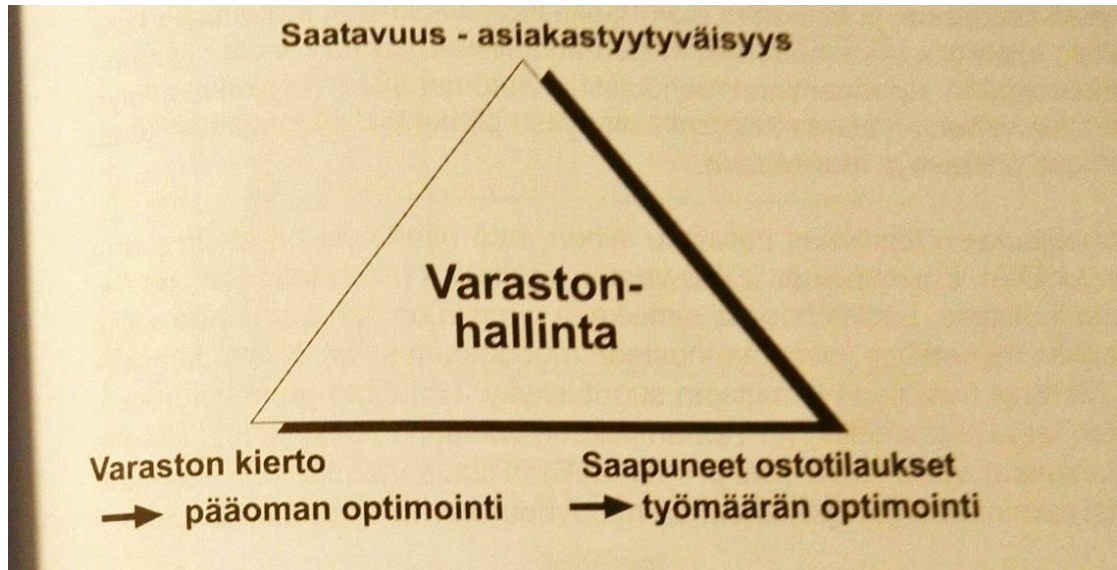 Saatavuus - asiakastyytyväisyys
Varaston-
hallinta
Varaston kierto
pääoman optimointi
Saapuneet ostotilaukset
työmäärän optimointi